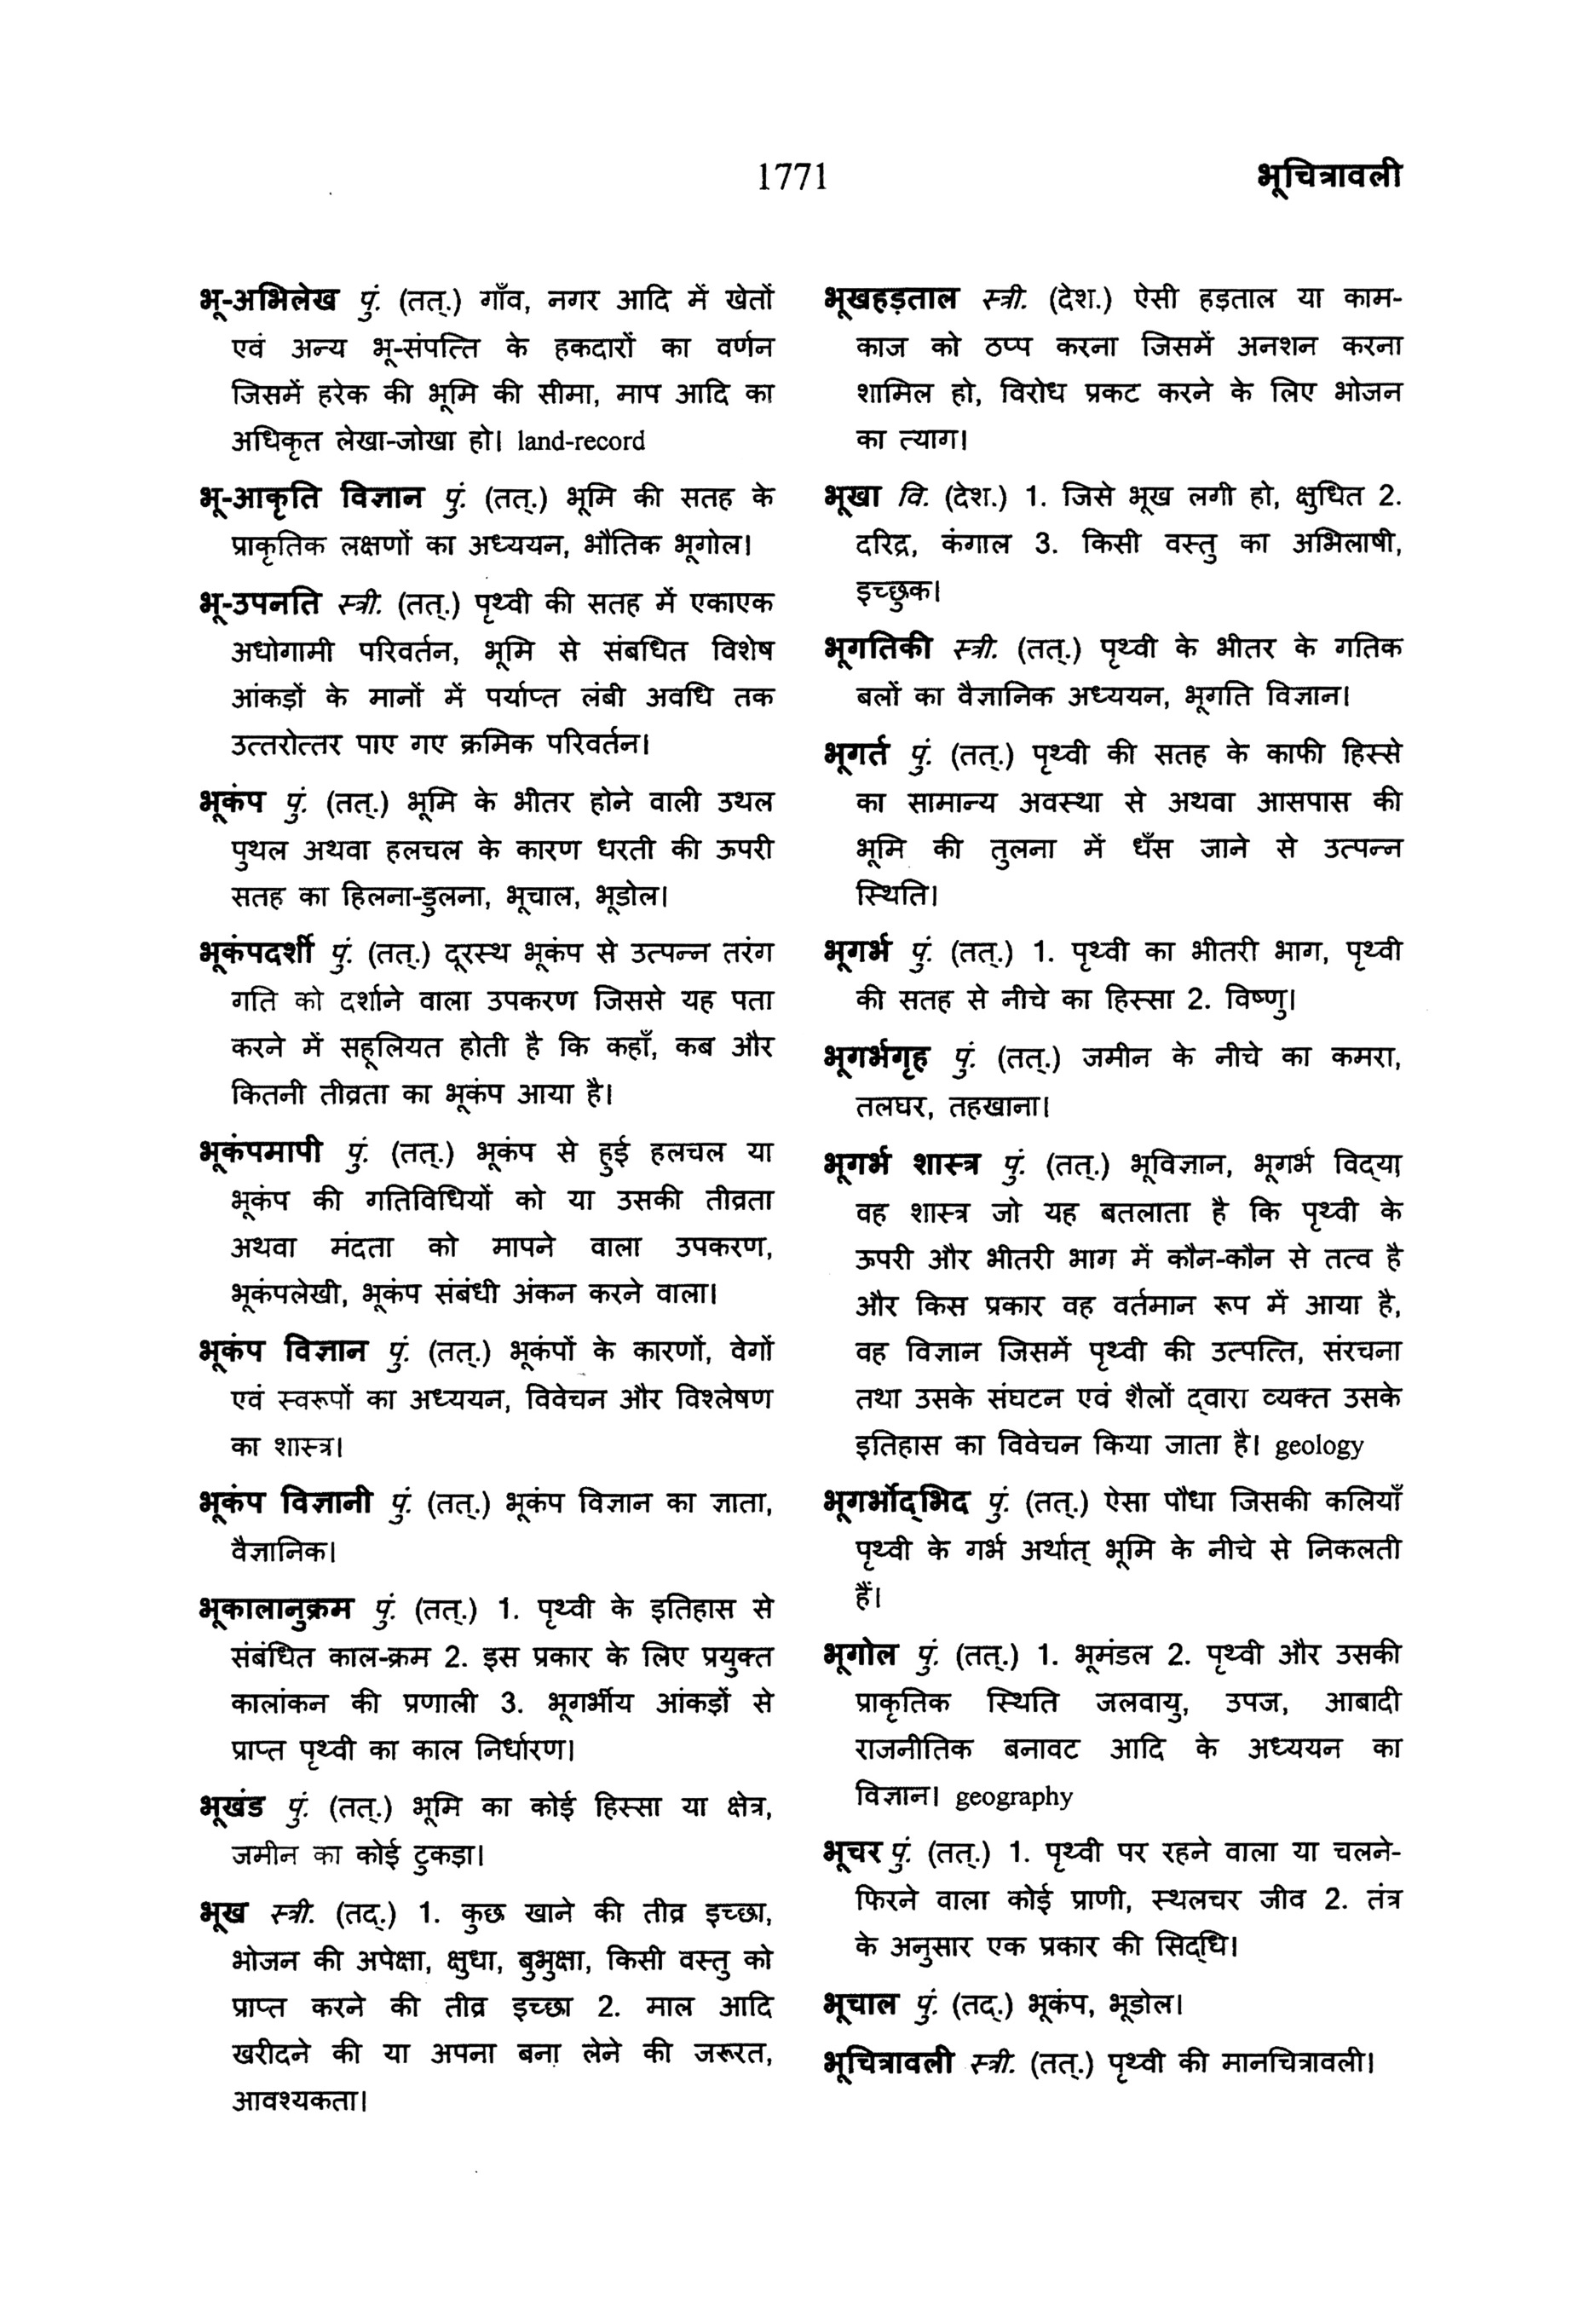 1771
भूचित्रावली
भू-अभिलेख पुं. (तत्.) गाँव, नगर आदि में खेतों
एवं अन्य भू-संपत्ति के हकदारों का वर्णन
जिसमें हरेक की भूमि की सीमा, माप आदि का
अधिकृत लेखा-जोखा हो। land-record
भू-आकृति विज्ञान पुं. (तत्.) भूमि की सतह के
प्राकृतिक लक्षणों का अध्ययन, भौतिक भूगोल।
भू-उपनति स्त्री. (तत्.) पृथ्वी की सतह में एकाएक
अधोगामी परिवर्तन, भूमि से संबधित विशेष
आंकड़ों के मानों में पर्याप्त लंबी अवधि तक
उत्तरोत्तर पाए गए क्रमिक परिवर्तन।
भूकंप पुं. (तत्.) भूमि के भीतर होने वाली उथल
पुथल अथवा हलचल के कारण धरती की ऊपरी
सतह का हिलना-डुलना, भूचाल, भूडोल।
भूकंपदर्शी पुं. (तत्.) दूरस्थ भूकंप से उत्पन्न तरंग
गति को दर्शाने वाला उपकरण जिससे यह पता
करने में सहूलियत होती है कि कहाँ, कब और
कितनी तीव्रता का भूकंप आया है।
भूकंपमापी पुं. (तत्.) भूकंप से हुई हलचल या
भूकंप की गतिविधियों को या उसकी तीव्रता
अथवा मंदता को मापने वाला उपकरण,
भूकंपलेखी, भूकंप संबंधी अंकन करने वाला।
भूकंप विज्ञान पुं. (तत्.) भूकंपों के कारणों, वेगों
एवं स्वरूपों का अध्ययन, विवेचन और विश्लेषण
का शास्त्र।
भूकंप विज्ञानी पुं. (तत्.) भूकंप विज्ञान का ज्ञाता,
वैज्ञानिक।
भूकालानुक्रम पुं. (तत्.) 1. पृथ्वी के इतिहास से
संबंधित काल-क्रम 2. इस प्रकार के लिए प्रयुक्त
कालांकन की प्रणाली 3. भूगर्भीय आंकड़ों से
प्राप्त पृथ्वी का काल निर्धारण।
भूखंड पुं. (तत्.) भूमि का कोई हिस्सा या क्षेत्र,
जमीन का कोई टुकड़ा।
भूख स्त्री. (तद्.) 1. कुछ खाने की तीव्र इच्छा,
भोजन की अपेक्षा, क्षुधा, बुभुक्षा, किसी वस्तु को
प्राप्त करने की तीव्र इच्छा 2. माल आदि
खरीदने की या अपना बना लेने की जरूरत,
आवश्यकता।
भूखहड़ताल स्त्री. (देश.) ऐसी हड़ताल या काम-
काज को ठप्प करना जिसमें अनशन करना
शामिल हो, विरोध प्रकट करने के लिए भोजन
का त्याग।
भूखा वि. (देश.) 1. जिसे भूख लगी हो, क्षुधित 2.
दरिद्र, कंगाल 3. किसी वस्तु का अभिलाषी,
इच्छुक।
भूगतिकी स्त्री. (तत्.) पृथ्वी के भीतर के गतिक
बलों का वैज्ञानिक अध्ययन, भूगति विज्ञान।
भूगर्त पुं. (तत्.) पृथ्वी की सतह के काफी हिस्से
का सामान्य अवस्था से अथवा आसपास की
भूमि की तुलना में धँस जाने से उत्पन्न
स्थिति।
भूगर्भ पुं. (तत्.) 1. पृथ्वी का भीतरी भाग, पृथ्वी
की सतह से नीचे का हिस्सा 2. विष्णु।
भूगर्भगृह पुं. (तत्.) जमीन के नीचे का कमरा,
तलघर, तहखाना।
भूगर्भ शास्त्र पुं. (तत्.) भूविज्ञान, भूगर्भ विद्‌या
वह शास्त्र जो यह बतलाता है कि पृथ्वी के
ऊपरी और भीतरी भाग में कौन-कौन से तत्व है
और किस प्रकार वह वर्तमान रूप में आया है,
वह विज्ञान जिसमें पृथ्वी की उत्पत्ति, संरचना
तथा उसके संघटन एवं शैलों द्‌वारा व्यक्त उसके
इतिहास का विवेचन किया जाता है। geology
भूगर्भोद्‌भिद पुं. (तत्.) ऐसा पौधा जिसकी कलियाँ
पृथ्वी के गर्भ अर्थात् भूमि के नीचे से निकलती
हैं।
भूगोल पुं. (तत्.) 1. भूमंडल 2. पृथ्वी और उसकी
प्राकृतिक स्थिति जलवायु, उपज, आबादी
राजनीतिक बनावट आदि के अध्ययन का
विज्ञान। geography
भूचर पुं. (तत्.) 1. पृथ्वी पर रहने वाला या चलने-
फिरने वाला कोई प्राणी, स्थलचर जीव 2. तंत्र
के अनुसार एक प्रकार की सिद्‌धि।
भूचाल पुं. (तद्.) भूकंप, भूडोल।
भूचित्रावली स्त्री. (तत्.) पृथ्वी की मानचित्रावली।